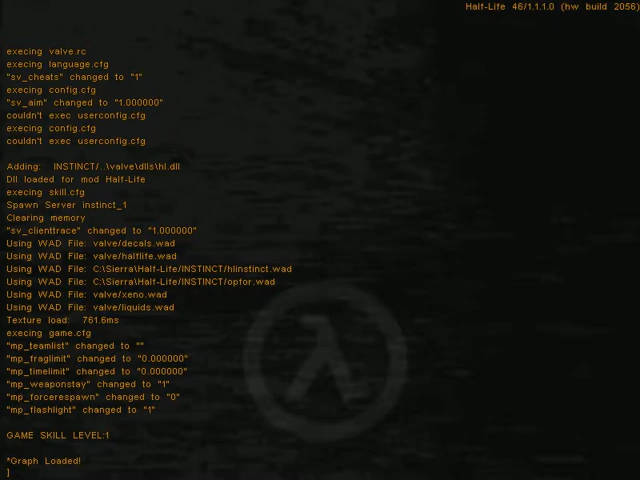 Half-Life 46/1.1.1.0 (hw build 2056)
execing valve.rc
execing language.cfg
"sv_cheats" changed to "1"
execing config.cfg
"sv_aim" changed to "1.000000"
couldn't exec userconfig.cfg
execing config.cfg
couldn't exec userconfig.cfg
Adding: INSTINCT/..\valve\dlls\hl.dll
Dll loaded for mod Half-Life
execing skill.cfg
Spawn Server instinct_1
Clearing memory
"sv_clienttrace" changed to "1.000000"
Using WAD File: valve/decals.wad
Using WAD File: valve/halflife.wad
Using WAD File: C:\Sierra\Half-Life/INSTINCT/hlinstinct.wad
Using WAD File: C:\Sierra\Half-Life/INSTINCT/opfor.wad
Using WAD File: valve/xeno.wad
Using WAD File: valve/liquids.wad
Texture load: 761.6ms
execing game.cfg
"mp_teamlist" changed to ""
"mp_fraglimit" changed to "0.000000"
"mp_timelimit" changed to "0.000000"
"mp_weaponstay" changed to "1"
"mp_forcerespawn" changed to "0"
"mp_flashlight" changed to "1"
GAME SKILL LEVEL:1
*Graph Loaded!
]